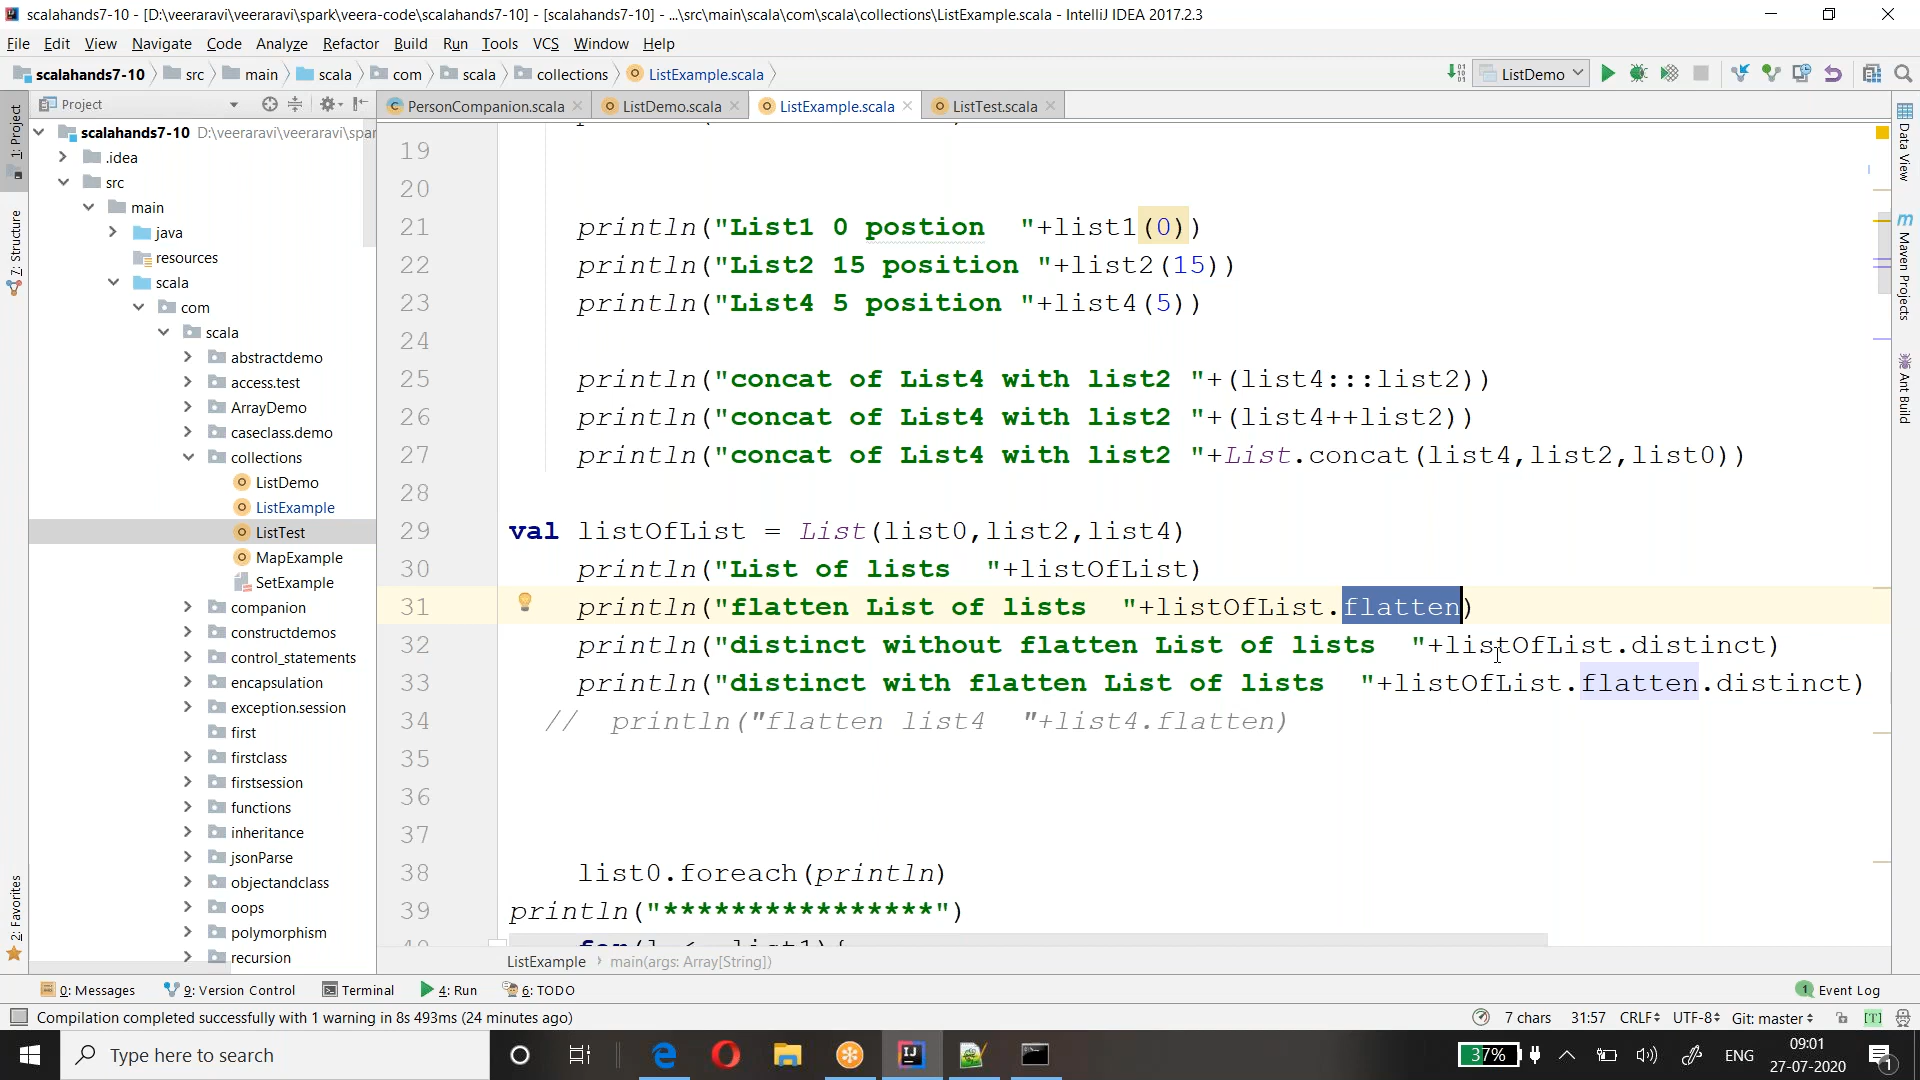 scalahands7-10 - [D:\veeraravi\veeraravi\spark\veera-code\scalahands7-10] - [scalahands7-10] - ...\src\main\scala\com\scala\collections\ListExample.scala - IntelliJ IDEA 2017.2.3
File Edit View Navigate Code Analyze Refactor Build Run Tools VCS Window Help
scalahands7-10 src main scala com scala collections ListExample.scala ListDemo
Project
PersonCompanion.scala ListDemo.scala ListExample.scala ListTest.scala
1: Project
7: Structure
2: Favorites
scalahands7-10 D:\veeraravi\veeraravi\spar
.idea
src
main
java
resources
scala
com
scala
abstractdemo
access.test
ArrayDemo
caseclass.demo
collections
ListDemo
ListExample
ListTest
MapExample
SetExample
companion
constructdemos
control_statements
encapsulation
exception.session
first
firstclass
firstsession
functions
inheritance
jsonParse
objectandclass
oops
polymorphism
recursion
19
20
21 println("List1 0 postion  "+list1(0))
22 println("List2 15 position "+list2(15))
23 println("List4 5 position "+list4(5))
24
25 println("concat of List4 with list2 "+(list4:::list2))
26 println("concat of List4 with list2 "+(list4++list2))
27 println("concat of List4 with list2 "+List.concat(list4,list2,list0))
28
29 val listOfList = List(list0,list2,list4)
30 println("List of lists  "+listOfList)
31 println("flatten List of lists  "+listOfList.flatten)
32 println("distinct without flatten List of lists  "+listOfList.distinct)
33 println("distinct with flatten List of lists  "+listOfList.flatten.distinct)
34 //  println("flatten list4  "+list4.flatten)
35
36
37
38 list0.foreach(println)
39 println("****************")
ListExample main(args: Array[String])
Data View
Maven Projects
Ant Build
0: Messages 9: Version Control Terminal 4: Run 6: TODO 1 Event Log
Compilation completed successfully with 1 warning in 8s 493ms (24 minutes ago) 7 chars 31:57 CRLF UTF-8 Git: master [T]
Type here to search
37% ENG
09:01
27-07-2020
1